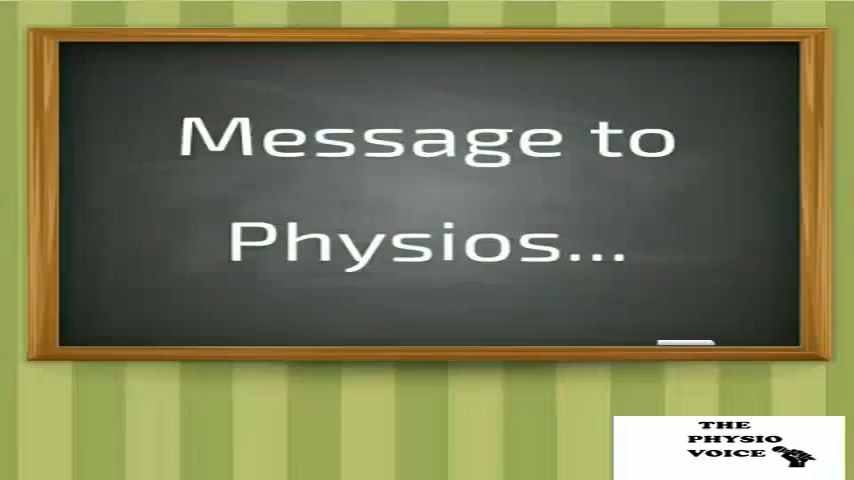 Message to
Physios...
THE
PHYSIO
VOICE